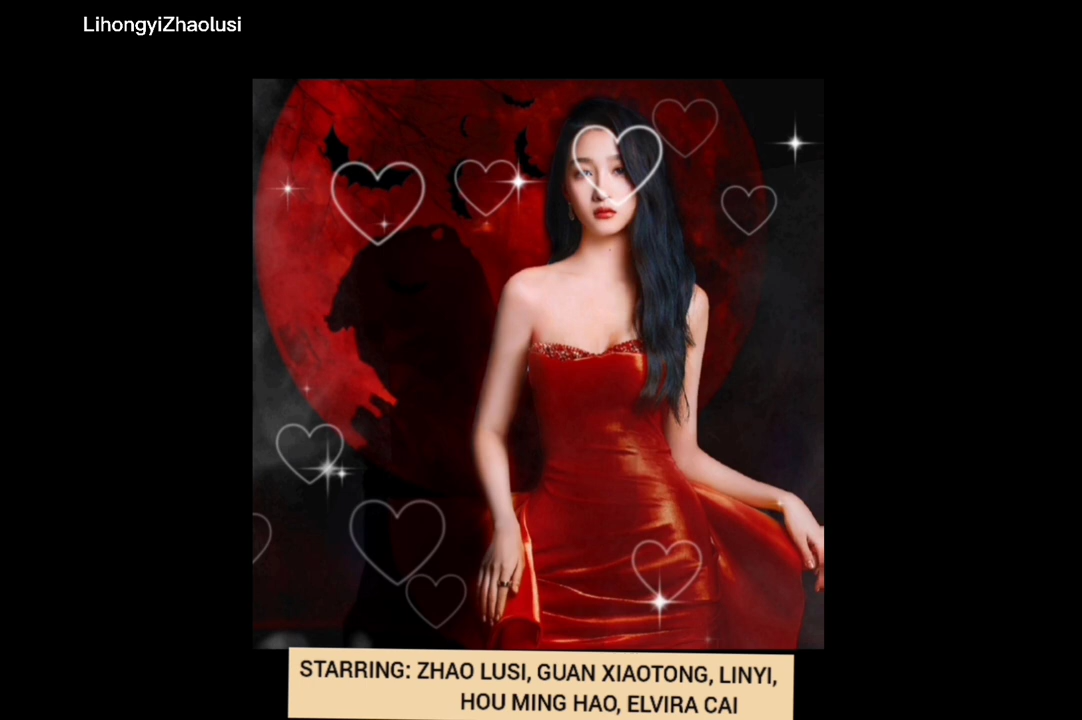 LihongyiZhaolusi
STARRING: ZHAO LUSI, GUAN XIAOTONG, LINYI,
HOU MING HAO, ELVIRA CAI